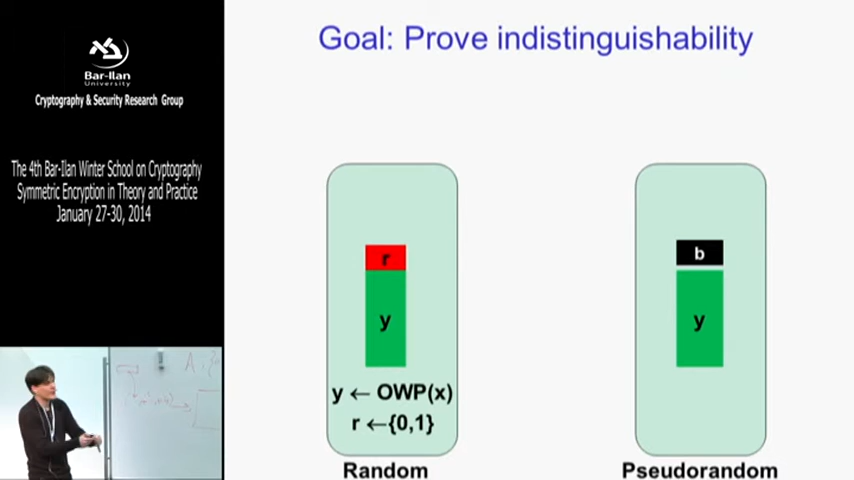 Goal: Prove indistinguishability
Bar-Ilan
University
Cryptography & Security Research Group
The 4th Bar-Ilan Winter School on Cryptography
Symmetric Encryption in Theory and Practice
January 27-30, 2014
r
y
y ← OWP(x)
r ←{0,1}
Random
b
y
Pseudorandom